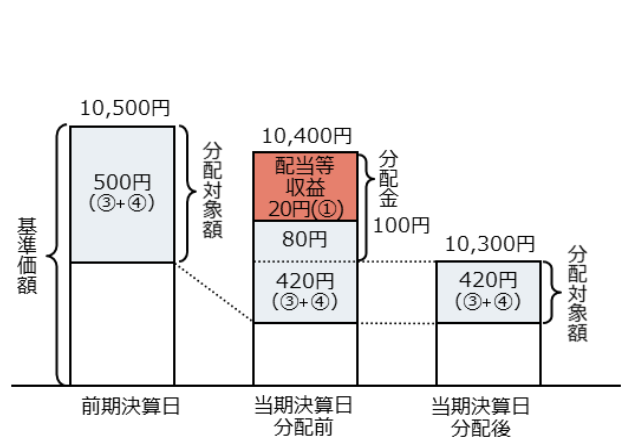 10,500円
500円
(③+④)
分配対象額
基準価額
前期決算日
10,400円
配当等
収益
20円(①)
80円
420円
(③+④)
分配金
100円
当期決算日
分配前
10,300円
420円
(③+④)
分配対象額
当期決算日
分配後